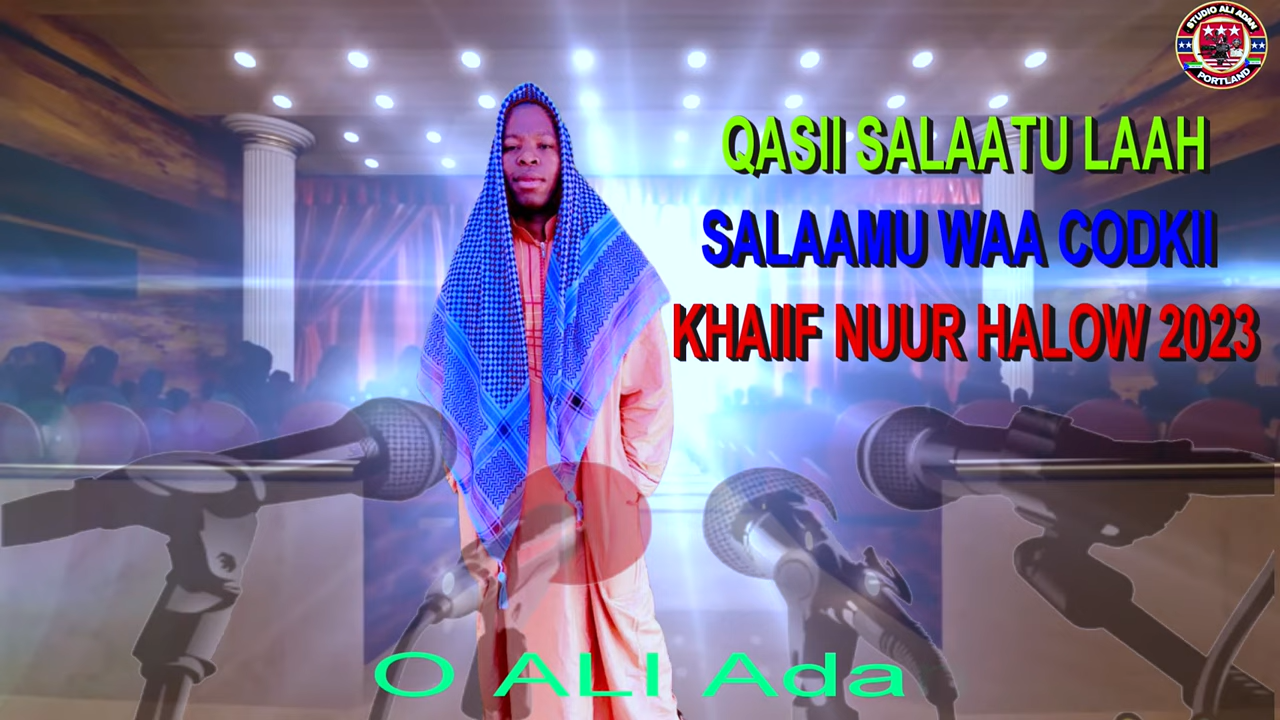 STUDIO ALI ADAN
PORTLAND
QASII SALAATU LAAH
SALAAMU WAA CODKII
KHAIIF NUUR HALOW 2023
O ALI Ada